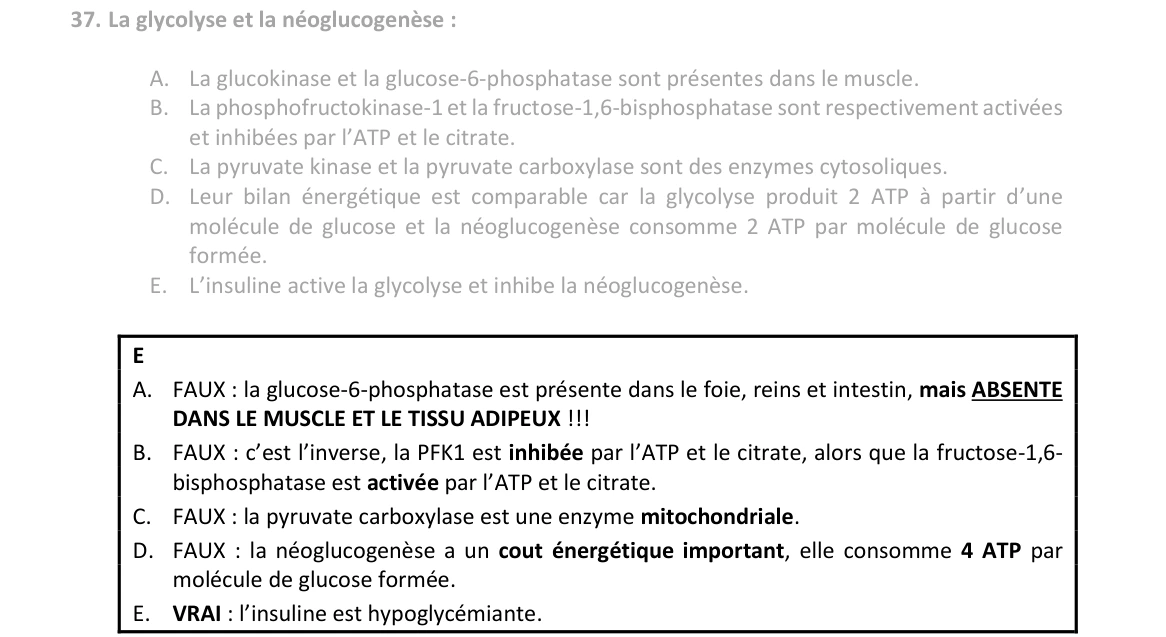 37. La glycolyse et la néoglucogenèse :
A. La glucokinase et la glucose-6-phosphatase sont présentes dans le muscle.
B. La phosphofructokinase-1 et la fructose-1,6-bisphosphatase sont respectivement activées
et inhibées par l’ATP et le citrate.
C. La pyruvate kinase et la pyruvate carboxylase sont des enzymes cytosoliques.
D. Leur bilan énergétique est comparable car la glycolyse produit 2 ATP à partir d’une
molécule de glucose et la néoglucogenèse consomme 2 ATP par molécule de glucose
formée.
E. L’insuline active la glycolyse et inhibe la néoglucogenèse.
E
A. FAUX : la glucose-6-phosphatase est présente dans le foie, reins et intestin, mais ABSENTE
DANS LE MUSCLE ET LE TISSU ADIPEUX !!!
B. FAUX : c’est l’inverse, la PFK1 est inhibée par l’ATP et le citrate, alors que la fructose-1,6-
bisphosphatase est activée par l’ATP et le citrate.
C. FAUX : la pyruvate carboxylase est une enzyme mitochondriale.
D. FAUX : la néoglucogenèse a un cout énergétique important, elle consomme 4 ATP par
molécule de glucose formée.
E. VRAI : l’insuline est hypoglycémiante.